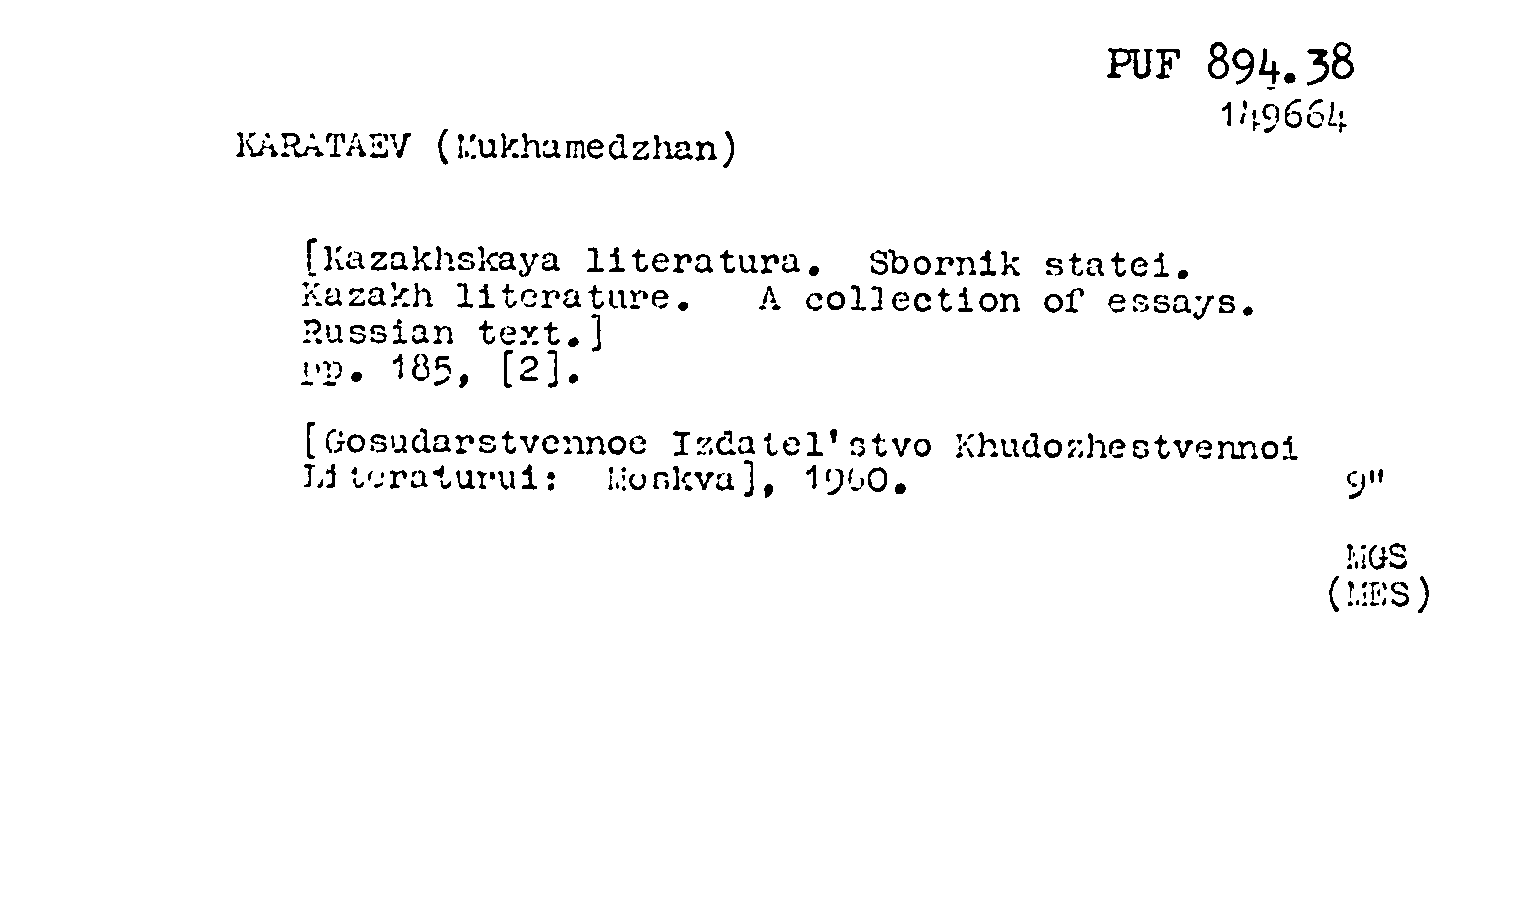 PUF 894.38
149664
KARATAEV (Mukhamedzhan)
[Kazakhskaya literatura. Sbornik statei.
Kazakh literature. A collection of essays.
Russian text.]
pp. 185, [2].
[Gosudarstvennoe Izdatel'stvo Khudozhestvennoi
Literaturui: Moskva], 1960.
9"
MGS
(MES)